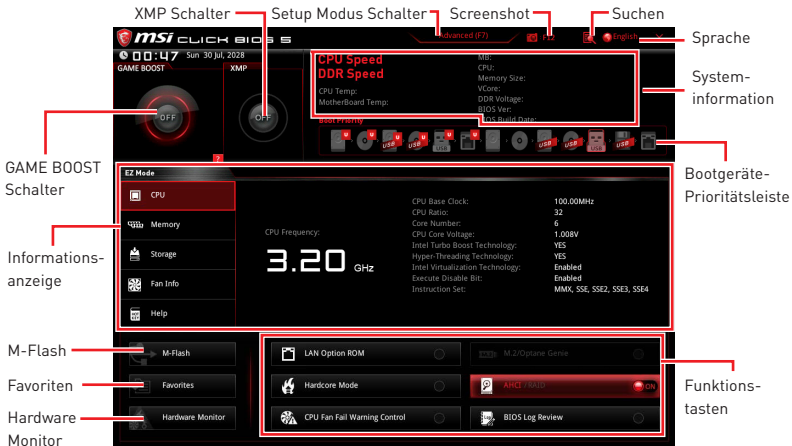 XMP Schalter
Setup Modus Schalter
Screenshot
Suchen
msi CLICK BIOS 5
Advanced (F7)
F12
English
Sprache
00:47 Sun 30 Jul, 2028
GAME BOOST
XMP
OFF
OFF
CPU Speed
DDR Speed
CPU Temp:
MotherBoard Temp:
MB:
CPU:
Memory Size:
VCore:
DDR Voltage:
BIOS Ver:
BIOS Build Date:
System-
information
Boot Priority
U
U
USB U
USB U
USB U
U
USB
USB
USB
USB
?
GAME BOOST
Schalter
Bootgeräte-
Prioritätsleiste
EZ Mode
CPU
Memory
Storage
Fan Info
Help
Informations-
anzeige
CPU Frequency:
3.20 GHz
CPU Base Clock: 100.00MHz
CPU Ratio: 32
Core Number: 6
CPU Core Voltage: 1.008V
Intel Turbo Boost Technology: YES
Hyper-Threading Technology: YES
Intel Virtualization Technology: Enabled
Execute Disable Bit: Enabled
Instruction Set: MMX, SSE, SSE2, SSE3, SSE4
M-Flash
M-Flash
Favoriten
Favorites
Hardware
Monitor
Hardware Monitor
LAN Option ROM
M.2/Optane Genie
Hardcore Mode
AHCI /RAID
ON
CPU Fan Fail Warning Control
BIOS Log Review
Funktions-
tasten